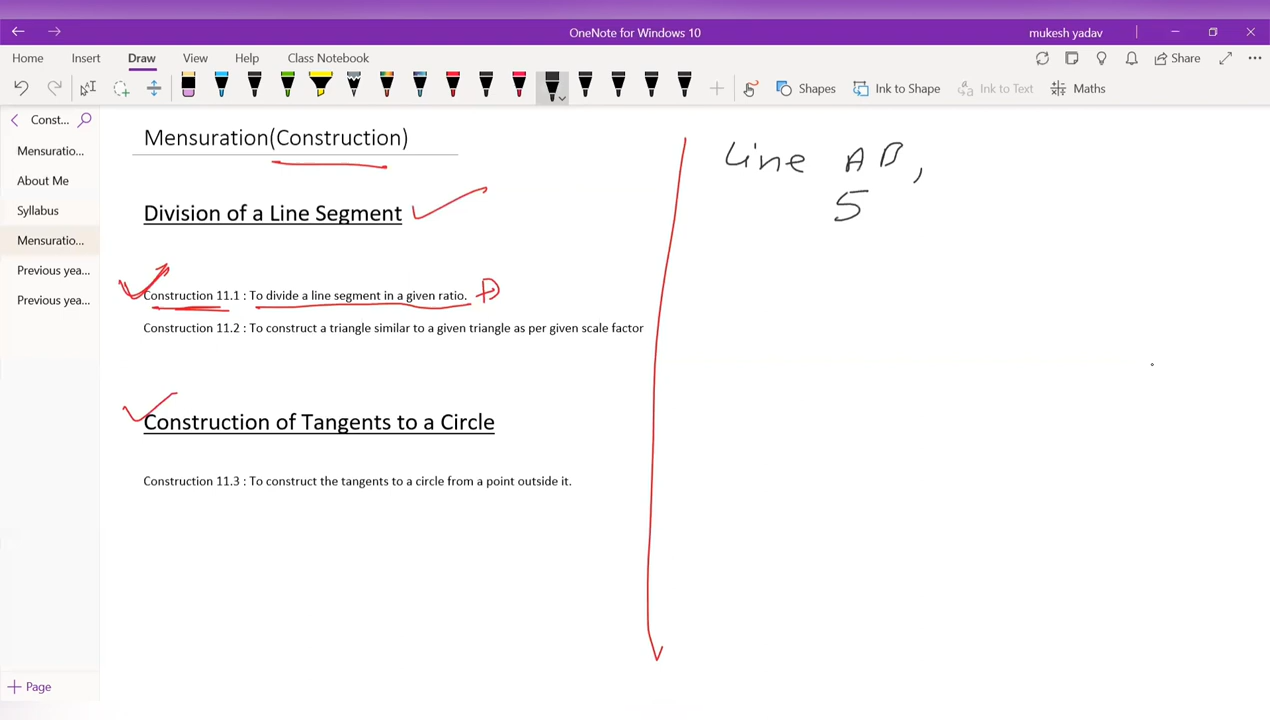 OneNote for Windows 10
mukesh yadav
Home Insert Draw View Help Class Notebook
Share
Shapes
Ink to Shape
Ink to Text
Maths
Const...
Mensuratio...
About Me
Syllabus
Mensuratio...
Previous yea...
Previous yea...
Page
Mensuration(Construction)
Division of a Line Segment
Construction 11.1 : To divide a line segment in a given ratio.
Construction 11.2 : To construct a triangle similar to a given triangle as per given scale factor
Construction of Tangents to a Circle
Construction 11.3 : To construct the tangents to a circle from a point outside it.
Line AB,
5